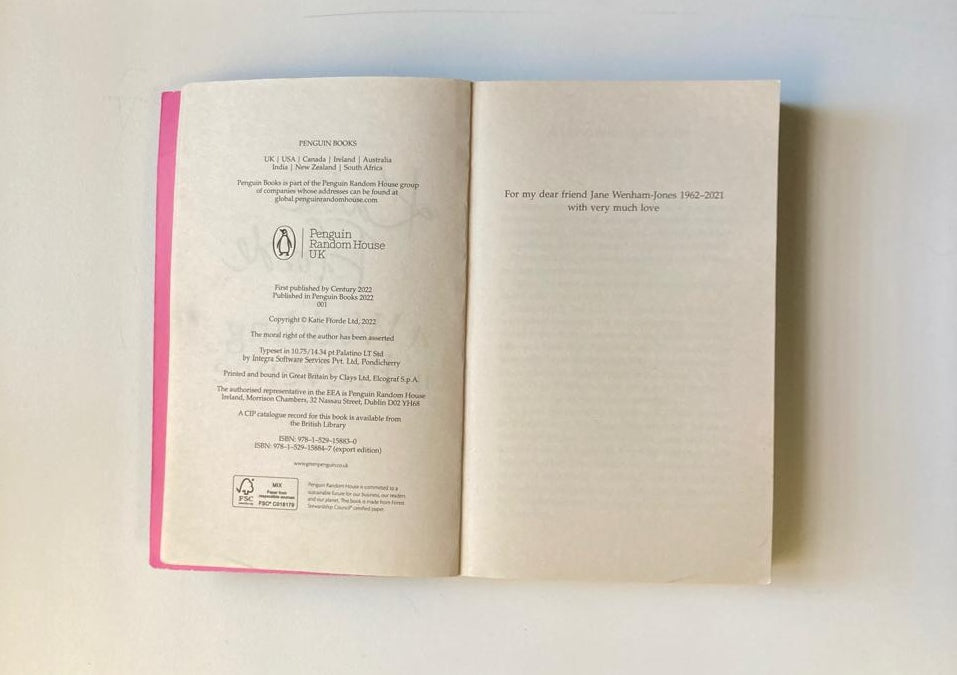 PENGUIN BOOKS
UK | USA | Canada | Ireland | Australia
India | New Zealand | South Africa
Penguin Books is part of the Penguin Random House group
of companies whose addresses can be found at
global.penguinrandomhouse.com
Penguin
Random House
UK
First published by Century 2022
Published in Penguin Books 2022
001
Copyright © Katie Fforde Ltd, 2022
The moral right of the author has been asserted
Typeset in 10.75/14.34 pt Palatino LT Std
by Integra Software Services Pvt. Ltd, Pondicherry
Printed and bound in Great Britain by Clays Ltd, Elcograf S.p.A.
The authorised representative in the EEA is Penguin Random House
Ireland, Morrison Chambers, 32 Nassau Street, Dublin D02 YH68
A CIP catalogue record for this book is available from
the British Library
ISBN: 978–1–529–15883–0
ISBN: 978–1–529–15884–7 (export edition)
www.greenpenguin.co.uk
FSC
MIX
Paper from
responsible sources
FSC® C018179
Penguin Random House is committed to a
sustainable future for our business, our readers
and our planet. This book is made from Forest
Stewardship Council® certified paper.
For my dear friend Jane Wenham-Jones 1962–2021
with very much love